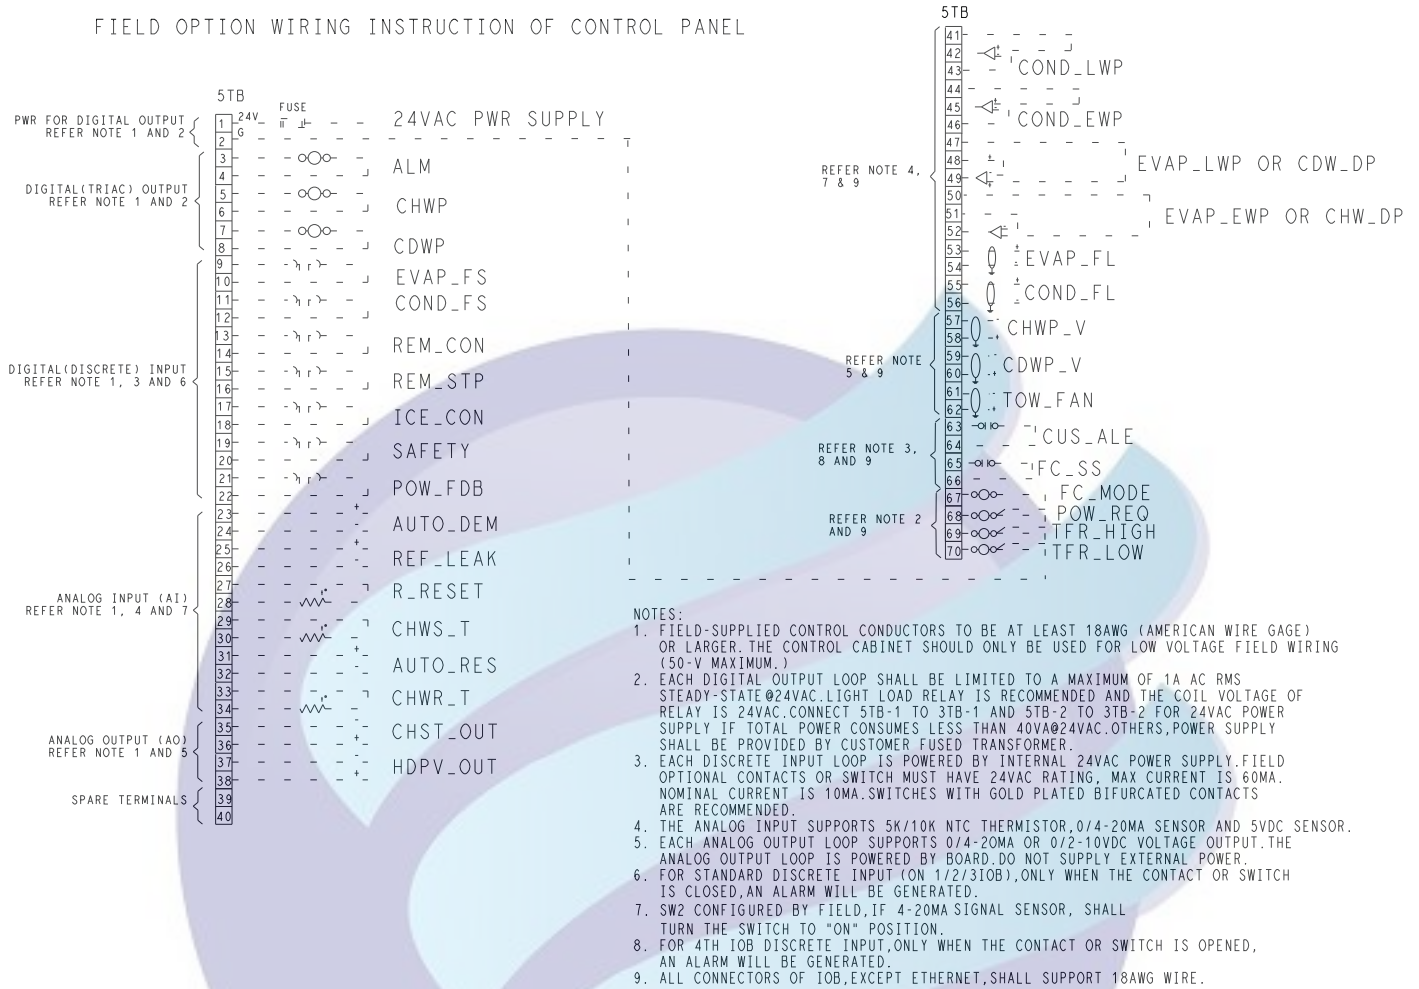 FIELD OPTION WIRING INSTRUCTION OF CONTROL PANEL
5TB
FUSE
PWR FOR DIGITAL OUTPUT
REFER NOTE 1 AND 2
1
24V
24VAC PWR SUPPLY
2
G
DIGITAL(TRIAC) OUTPUT
REFER NOTE 1 AND 2
3
ALM
4
5
CHWP
6
7
CDWP
8
DIGITAL(DISCRETE) INPUT
REFER NOTE 1, 3 AND 6
9
EVAP_FS
10
11
COND_FS
12
13
REM_CON
14
15
REM_STP
16
17
ICE_CON
18
19
SAFETY
20
21
POW_FDB
22
ANALOG INPUT (AI)
REFER NOTE 1, 4 AND 7
23
AUTO_DEM
24
25
REF_LEAK
26
27
R_RESET
28
29
CHWS_T
30
31
AUTO_RES
32
33
CHWR_T
34
ANALOG OUTPUT (AO)
REFER NOTE 1 AND 5
35
CHST_OUT
36
37
HDPV_OUT
38
SPARE TERMINALS
39
40
5TB
REFER NOTE 4,
7 & 9
41
42
COND_LWP
43
44
45
COND_EWP
46
47
48
EVAP_LWP OR CDW_DP
49
50
51
EVAP_EWP OR CHW_DP
52
53
EVAP_FL
54
55
COND_FL
56
REFER NOTE
5 & 9
57
CHWP_V
58
59
CDWP_V
60
61
TOW_FAN
62
REFER NOTE 3,
8 AND 9
63
CUS_ALE
64
65
FC_SS
66
REFER NOTE 2
AND 9
67
FC_MODE
68
POW_REQ
69
TFR_HIGH
70
TFR_LOW
NOTES:
1. FIELD-SUPPLIED CONTROL CONDUCTORS TO BE AT LEAST 18AWG (AMERICAN WIRE GAGE)
OR LARGER.THE CONTROL CABINET SHOULD ONLY BE USED FOR LOW VOLTAGE FIELD WIRING
(50-V MAXIMUM.)
2. EACH DIGITAL OUTPUT LOOP SHALL BE LIMITED TO A MAXIMUM OF 1A AC RMS
STEADY-STATE@24VAC.LIGHT LOAD RELAY IS RECOMMENDED AND THE COIL VOLTAGE OF
RELAY IS 24VAC.CONNECT 5TB-1 TO 3TB-1 AND 5TB-2 TO 3TB-2 FOR 24VAC POWER
SUPPLY IF TOTAL POWER CONSUMES LESS THAN 40VA@24VAC.OTHERS,POWER SUPPLY
SHALL BE PROVIDED BY CUSTOMER FUSED TRANSFORMER.
3. EACH DISCRETE INPUT LOOP IS POWERED BY INTERNAL 24VAC POWER SUPPLY.FIELD
OPTIONAL CONTACTS OR SWITCH MUST HAVE 24VAC RATING, MAX CURRENT IS 60MA.
NOMINAL CURRENT IS 10MA.SWITCHES WITH GOLD PLATED BIFURCATED CONTACTS
ARE RECOMMENDED.
4. THE ANALOG INPUT SUPPORTS 5K/10K NTC THERMISTOR,0/4-20MA SENSOR AND 5VDC SENSOR.
5. EACH ANALOG OUTPUT LOOP SUPPORTS 0/4-20MA OR 0/2-10VDC VOLTAGE OUTPUT.THE
ANALOG OUTPUT LOOP IS POWERED BY BOARD.DO NOT SUPPLY EXTERNAL POWER.
6. FOR STANDARD DISCRETE INPUT(ON 1/2/3IOB),ONLY WHEN THE CONTACT OR SWITCH
IS CLOSED,AN ALARM WILL BE GENERATED.
7. SW2 CONFIGURED BY FIELD,IF 4-20MA SIGNAL SENSOR, SHALL
TURN THE SWITCH TO "ON" POSITION.
8. FOR 4TH IOB DISCRETE INPUT,ONLY WHEN THE CONTACT OR SWITCH IS OPENED,
AN ALARM WILL BE GENERATED.
9. ALL CONNECTORS OF IOB,EXCEPT ETHERNET,SHALL SUPPORT 18AWG WIRE.